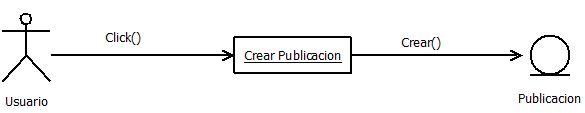 Click()
Crear Publicacion
Crear()
Usuario
Publicacion